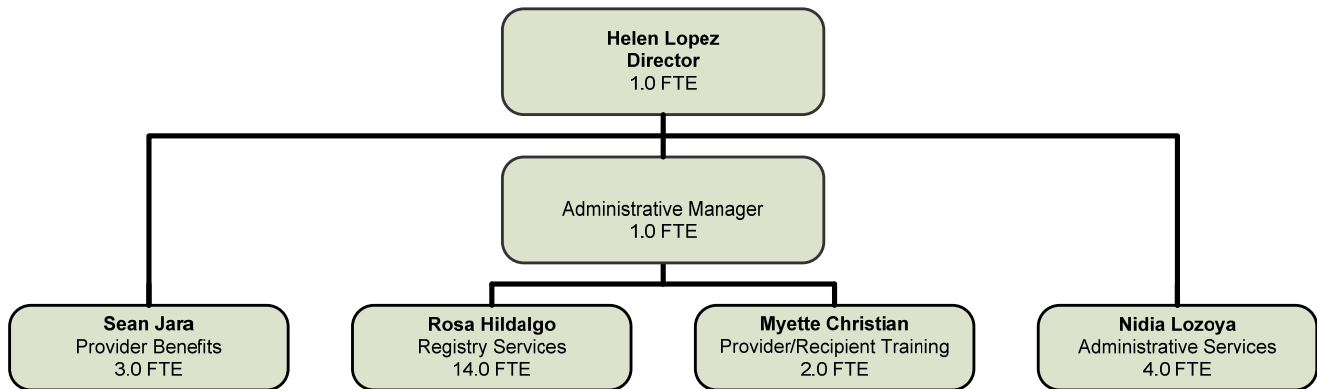 Helen Lopez
Director
1.0 FTE
Administrative Manager
1.0 FTE
Sean Jara
Provider Benefits
3.0 FTE
Rosa Hildalgo
Registry Services
14.0 FTE
Myette Christian
Provider/Recipient Training
2.0 FTE
Nidia Lozoya
Administrative Services
4.0 FTE